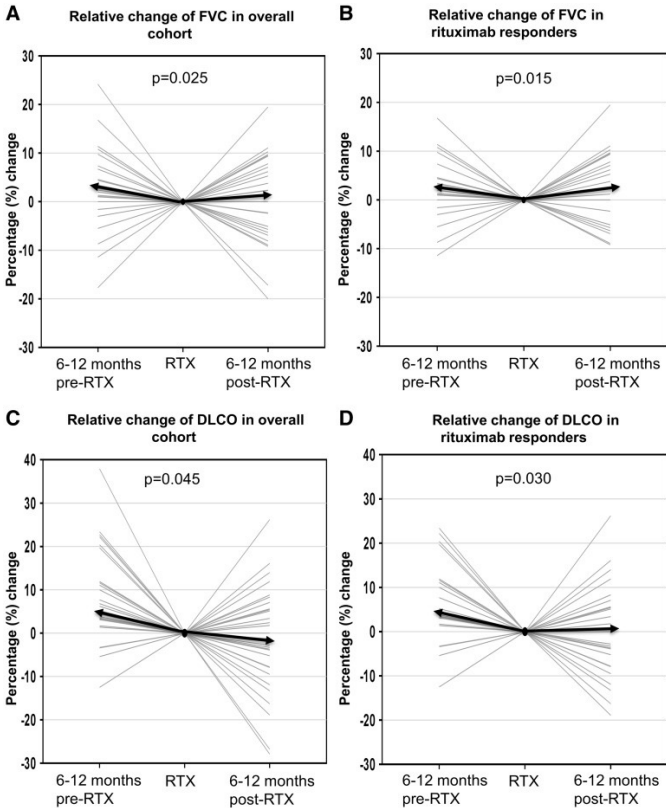 A
Relative change of FVC in overall
cohort
p=0.025
Percentage (%) change
30
20
10
0
-10
-20
-30
6-12 months
pre-RTX
RTX
6-12 months
post-RTX
B
Relative change of FVC in
rituximab responders
p=0.015
Percentage (%) change
30
20
10
0
-10
-20
-30
6-12 months
pre-RTX
RTX
6-12 months
post-RTX
C
Relative change of DLCO in overall
cohort
p=0.045
Percentage (%) change
40
30
20
10
0
-10
-20
-30
6-12 months
pre-RTX
RTX
6-12 months
post-RTX
D
Relative change of DLCO in
rituximab responders
p=0.030
Percentage (%) change
40
30
20
10
0
-10
-20
-30
6-12 months
pre-RTX
RTX
6-12 months
post-RTX